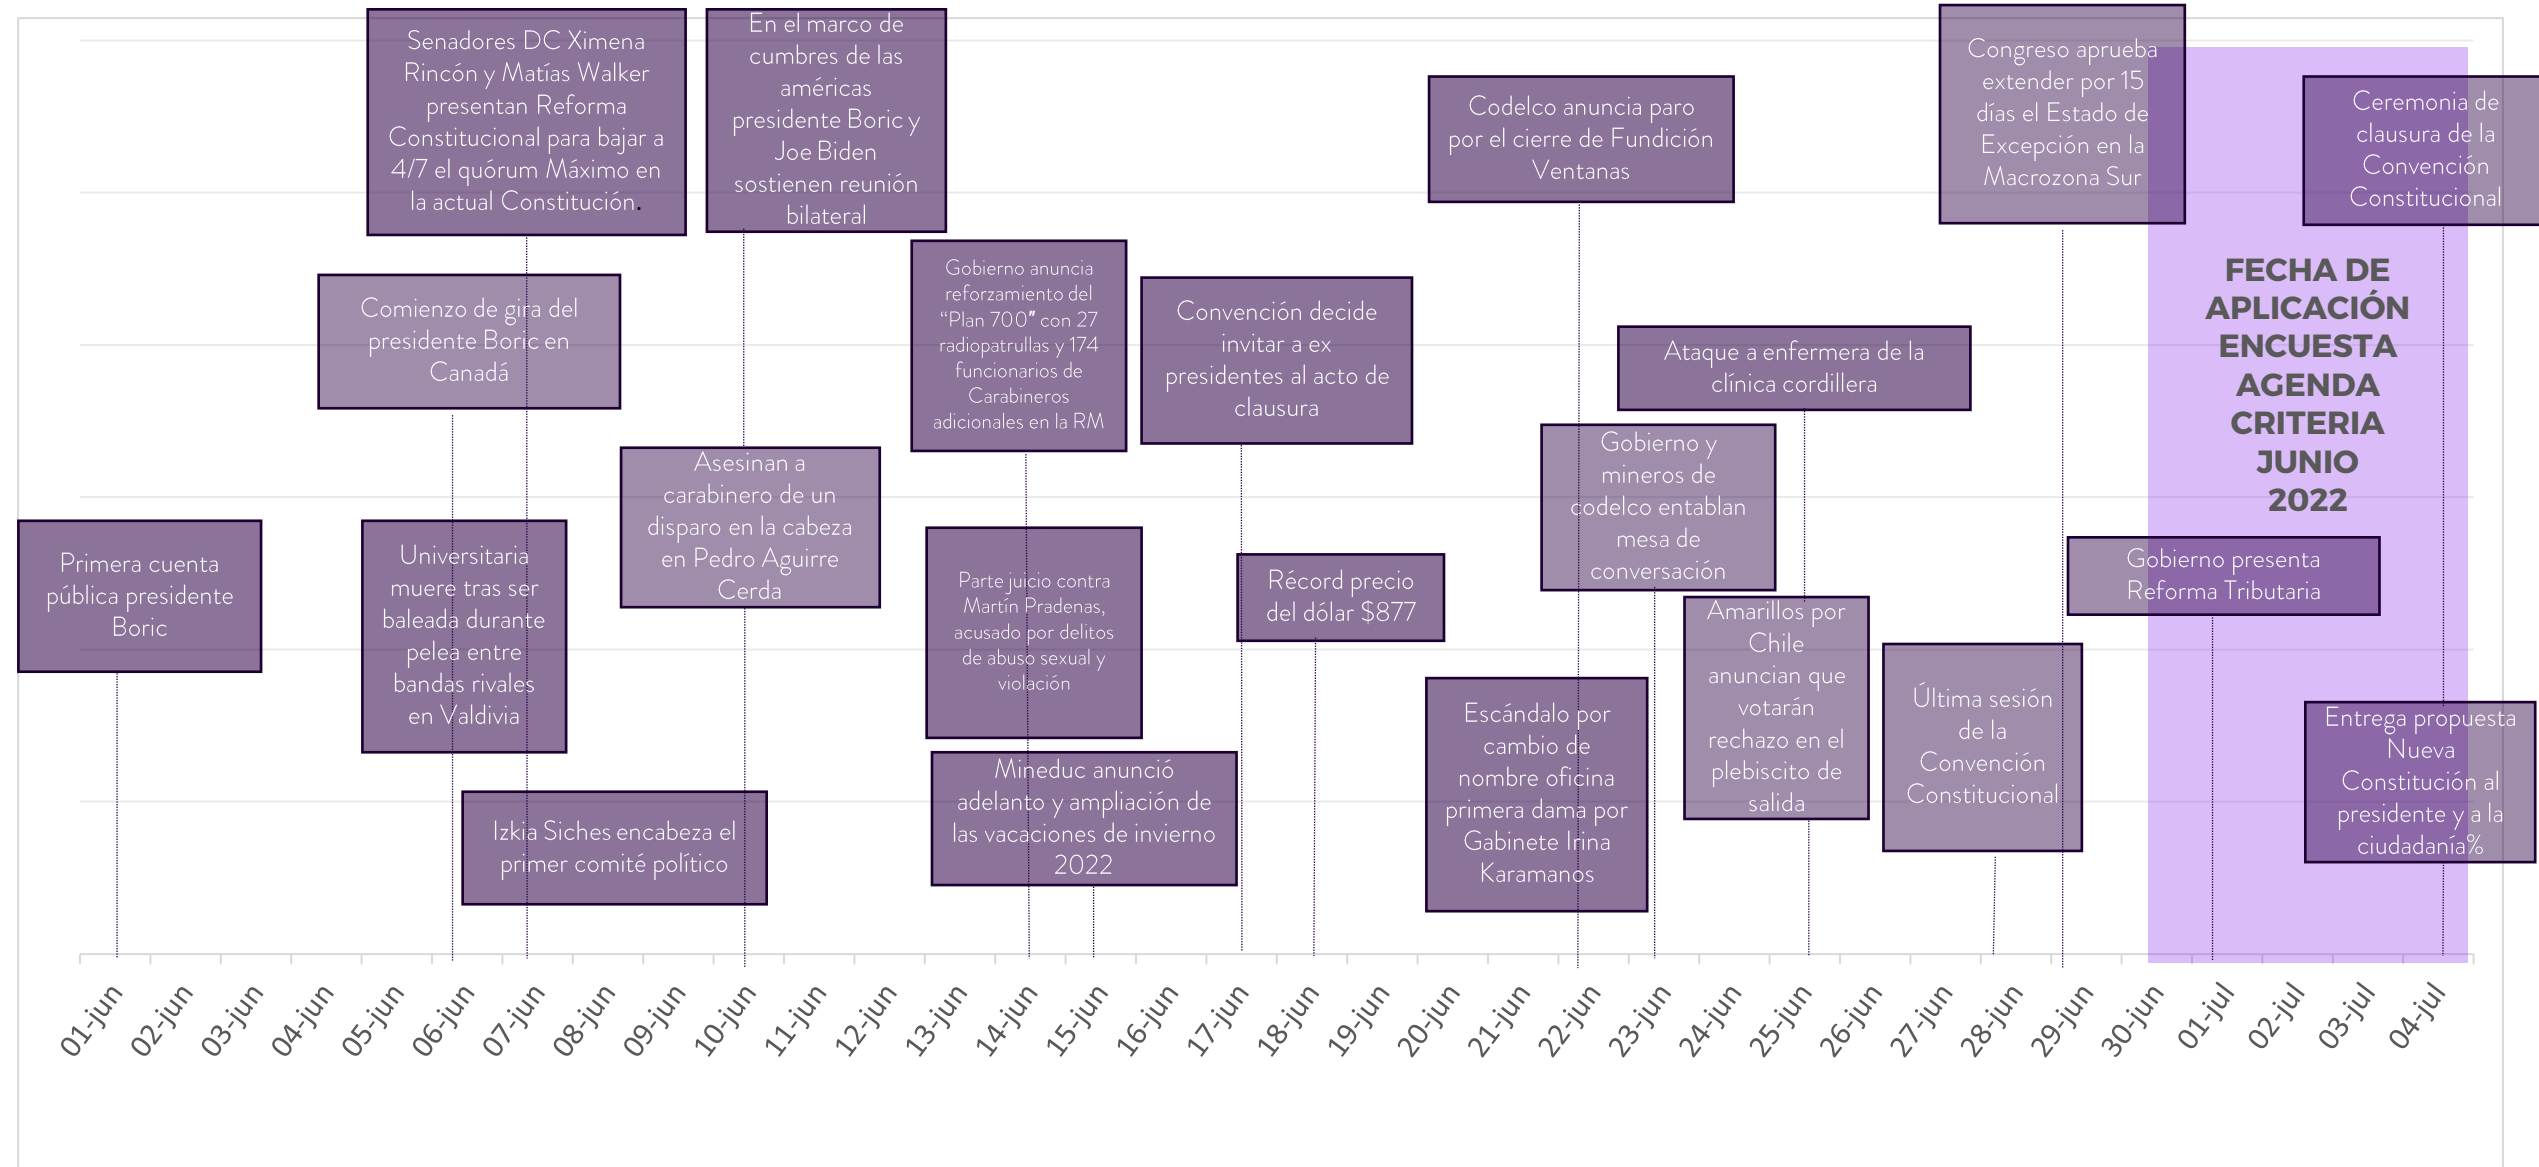 Senadores DC Ximena
Rincón y Matías Walker
presentan Reforma
Constitucional para bajar a
4/7 el quórum Máximo en
la actual Constitución.
En el marco de
cumbres de las
américas
presidente Boric y
Joe Biden
sostienen reunión
bilateral
Codelco anuncia paro
por el cierre de Fundición
Ventanas
Congreso aprueba
extender por 15
días el Estado de
Excepción en la
Macrozona Sur
Ceremonia de
clausura de la
Convención
Constitucional
Comienzo de gira del
presidente Boric en
Canadá
Gobierno anuncia
reforzamiento del
“Plan 700" con 27
radiopatrullas y 174
funcionarios de
Carabineros
adicionales en la RM
Convención decide
invitar a ex
presidentes al acto de
clausura
Ataque a enfermera de la
clínica cordillera
FECHA DE
APLICACIÓN
ENCUESTA
AGENDA
CRITERIA
JUNIO
2022
Asesinan a
carabinero de un
disparo en la cabeza
en Pedro Aguirre
Cerda
Gobierno y
mineros de
codelco entablan
mesa de
conversación
Primera cuenta
pública presidente
Boric
Universitaria
muere tras ser
baleada durante
pelea entre
bandas rivales
en Valdivia
Parte juicio contra
Martín Pradenas,
acusado por delitos
de abuso sexual y
violación
Récord precio
del dólar $877
Gobierno presenta
Reforma Tributaria
Amarillos por
Chile
anuncian que
votarán
rechazo en el
plebiscito de
salida
Última sesión
de la
Convención
Constitucional
Escándalo por
cambio de
nombre oficina
primera dama por
Gabinete Irina
Karamanos
Entrega propuesta
Nueva
Constitución al
presidente y a la
ciudadanía%
Izkia Siches encabeza el
primer comité político
Mineduc anunció
adelanto y ampliación de
las vacaciones de invierno
2022
01-jun
02-jun
03-jun
04-jun
05-jun
06-jun
07-jun
08-jun
09-jun
10-jun
11-jun
12-jun
13-jun
14-jun
15-jun
16-jun
17-jun
18-jun
19-jun
20-jun
21-jun
22-jun
23-jun
24-jun
25-jun
26-jun
27-jun
28-jun
29-jun
30-jun
01-jul
02-jul
03-jul
04-jul